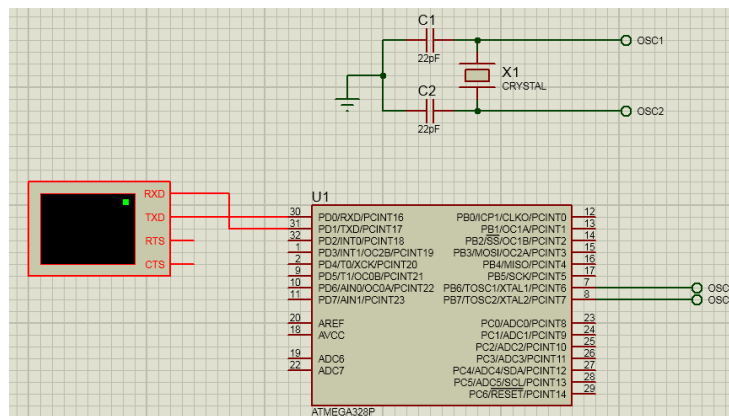 C1
22pF
OSC1
X1
CRYSTAL
C2
22pF
OSC2
RXD
TXD
RTS
CTS
U1
30 PD0/RXD/PCINT16
31 PD1/TXD/PCINT17
32 PD2/INT0/PCINT18
1 PD3/INT1/OC2B/PCINT19
2 PD4/T0/XCK/PCINT20
9 PD5/T1/OC0B/PCINT21
10 PD6/AIN0/OC0A/PCINT22
11 PD7/AIN1/PCINT23
20 AREF
18 AVCC
19 ADC6
22 ADC7
PB0/ICP1/CLKO/PCINT0 12
PB1/OC1A/PCINT1 13
PB2/SS/OC1B/PCINT2 14
PB3/MOSI/OC2A/PCINT3 15
PB4/MISO/PCINT4 16
PB5/SCK/PCINT5 17
PB6/TOSC1/XTAL1/PCINT6 7
PB7/TOSC2/XTAL2/PCINT7 8
OSC
OSC
PC0/ADC0/PCINT8 23
PC1/ADC1/PCINT9 24
PC2/ADC2/PCINT10 25
PC3/ADC3/PCINT11 26
PC4/ADC4/SDA/PCINT12 27
PC5/ADC5/SCL/PCINT13 28
PC6/RESET/PCINT14 29
ATMEGA328P